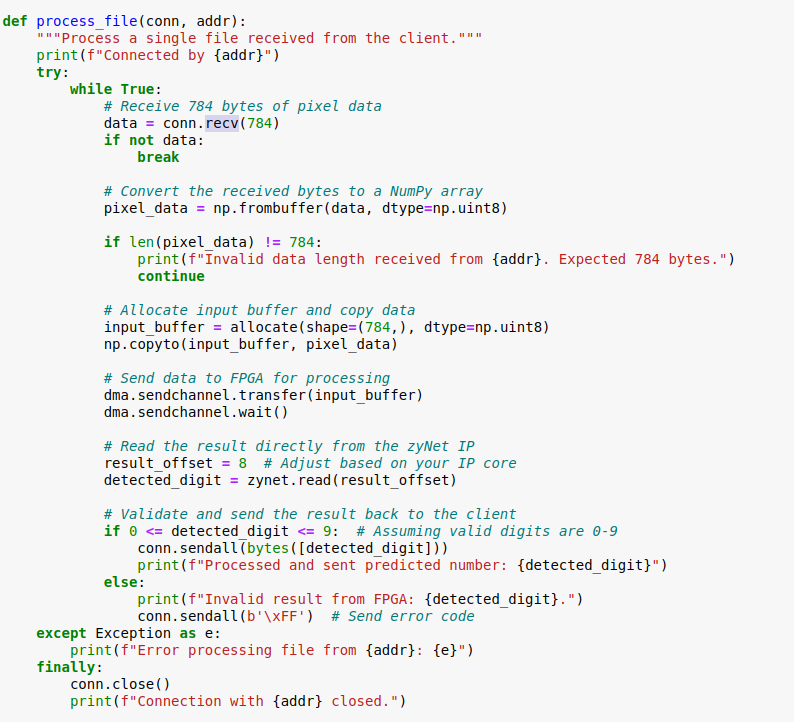 def process_file(conn, addr):
    """Process a single file received from the client."""
    print(f"Connected by {addr}")
    try:
        while True:
            # Receive 784 bytes of pixel data
            data = conn.recv(784)
            if not data:
                break

            # Convert the received bytes to a NumPy array
            pixel_data = np.frombuffer(data, dtype=np.uint8)

            if len(pixel_data) != 784:
                print(f"Invalid data length received from {addr}. Expected 784 bytes.")
                continue

            # Allocate input buffer and copy data
            input_buffer = allocate(shape=(784,), dtype=np.uint8)
            np.copyto(input_buffer, pixel_data)

            # Send data to FPGA for processing
            dma.sendchannel.transfer(input_buffer)
            dma.sendchannel.wait()

            # Read the result directly from the zyNet IP
            result_offset = 8  # Adjust based on your IP core
            detected_digit = zynet.read(result_offset)

            # Validate and send the result back to the client
            if 0 <= detected_digit <= 9:  # Assuming valid digits are 0-9
                conn.sendall(bytes([detected_digit]))
                print(f"Processed and sent predicted number: {detected_digit}")
            else:
                print(f"Invalid result from FPGA: {detected_digit}.")
                conn.sendall(b'\xFF')  # Send error code
    except Exception as e:
        print(f"Error processing file from {addr}: {e}")
    finally:
        conn.close()
        print(f"Connection with {addr} closed.")